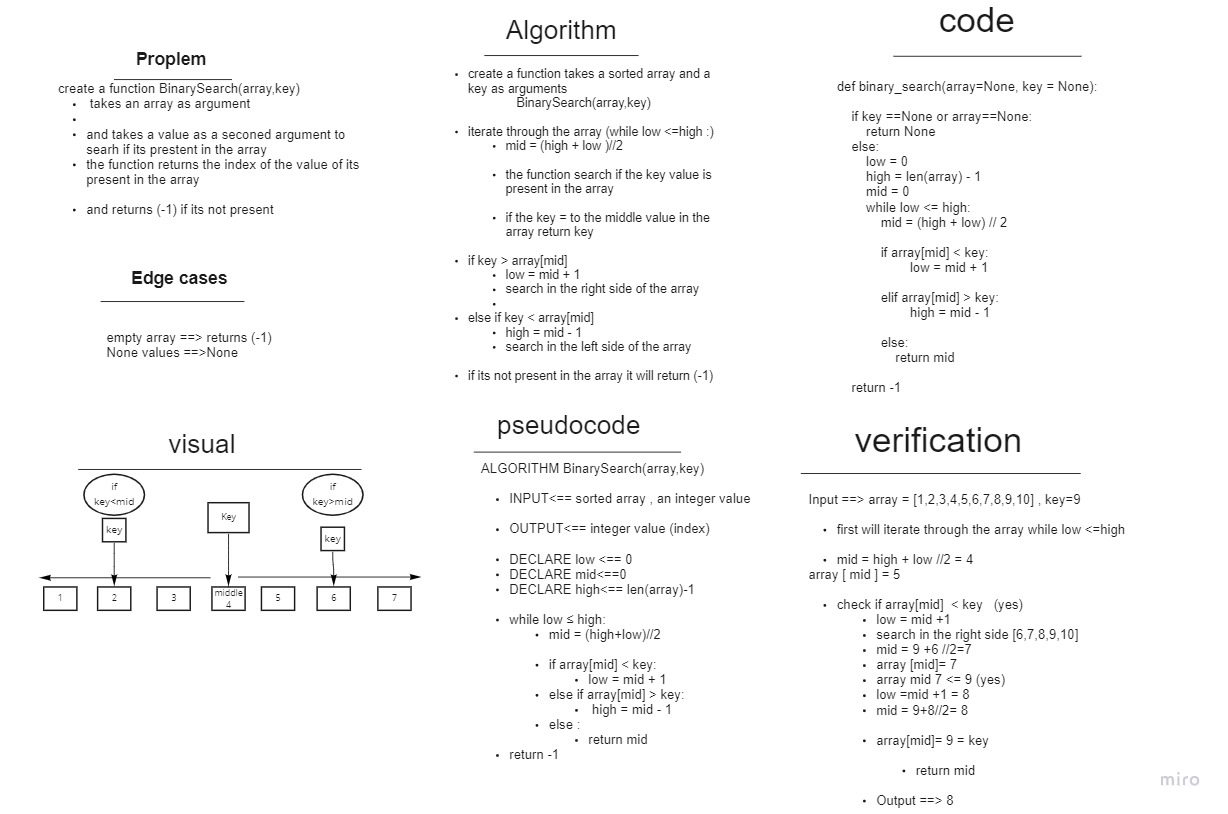 Proplem
create a function BinarySearch(array,key)
• takes an array as argument
•
• and takes a value as a seconed argument to
searh if its prestent in the array
• the function returns the index of the value of its
present in the array
• and returns (-1) if its not present
Edge cases
empty array ==> returns (-1)
None values ==>None
visual
if
key<mid
if
key>mid
key
Key
key
1
2
3
middle
4
5
6
7
Algorithm
• create a function takes a sorted array and a
key as arguments
BinarySearch(array,key)
• iterate through the array (while low <=high :)
• mid = (high + low )//2
• the function search if the key value is
present in the array
• if the key = to the middle value in the
array return key
• if key > array[mid]
• low = mid + 1
• search in the right side of the array
•
• else if key < array[mid]
• high = mid - 1
• search in the left side of the array
• if its not present in the array it will return (-1)
pseudocode
ALGORITHM BinarySearch(array,key)
• INPUT<== sorted array , an integer value
• OUTPUT<== integer value (index)
• DECLARE low <== 0
• DECLARE mid<==0
• DECLARE high<== len(array)-1
• while low ≤ high:
• mid = (high+low)//2
• if array[mid] < key:
• low = mid + 1
• else if array[mid] > key:
• high = mid - 1
• else :
• return mid
• return -1
code
def binary_search(array=None, key = None):
if key ==None or array==None:
return None
else:
low = 0
high = len(array) - 1
mid = 0
while low <= high:
mid = (high + low) // 2
if array[mid] < key:
low = mid + 1
elif array[mid] > key:
high = mid - 1
else:
return mid
return -1
verification
Input ==> array = [1,2,3,4,5,6,7,8,9,10] , key=9
• first will iterate through the array while low <=high
• mid = high + low //2 = 4
array [ mid ] = 5
• check if array[mid] < key (yes)
• low = mid +1
• search in the right side [6,7,8,9,10]
• mid = 9 +6 //2=7
• array [mid]= 7
• array mid 7 <= 9 (yes)
• low =mid +1 = 8
• mid = 9+8//2= 8
• array[mid]= 9 = key
• return mid
• Output ==> 8
miro